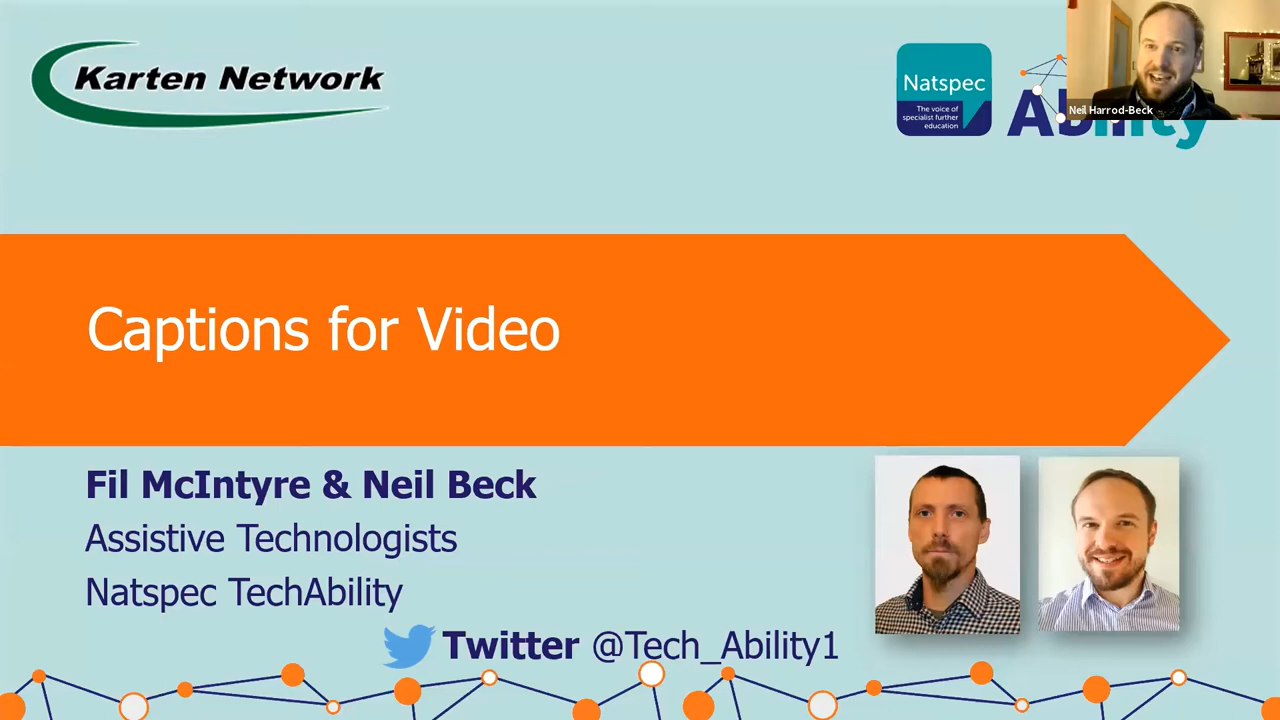 Karten Network
Natspec
The voice of
specialist further
education
Ability
Neil Harrod-Beck
Captions for Video
Fil McIntyre & Neil Beck
Assistive Technologists
Natspec TechAbility
Twitter @Tech_Ability1